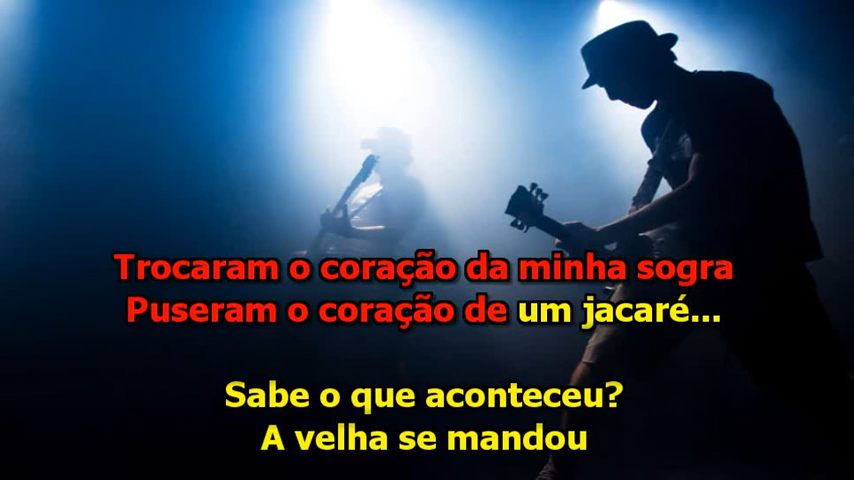 Trocaram o coração da minha sogra
Puseram o coração de um jacaré...
Sabe o que aconteceu?
A velha se mandou